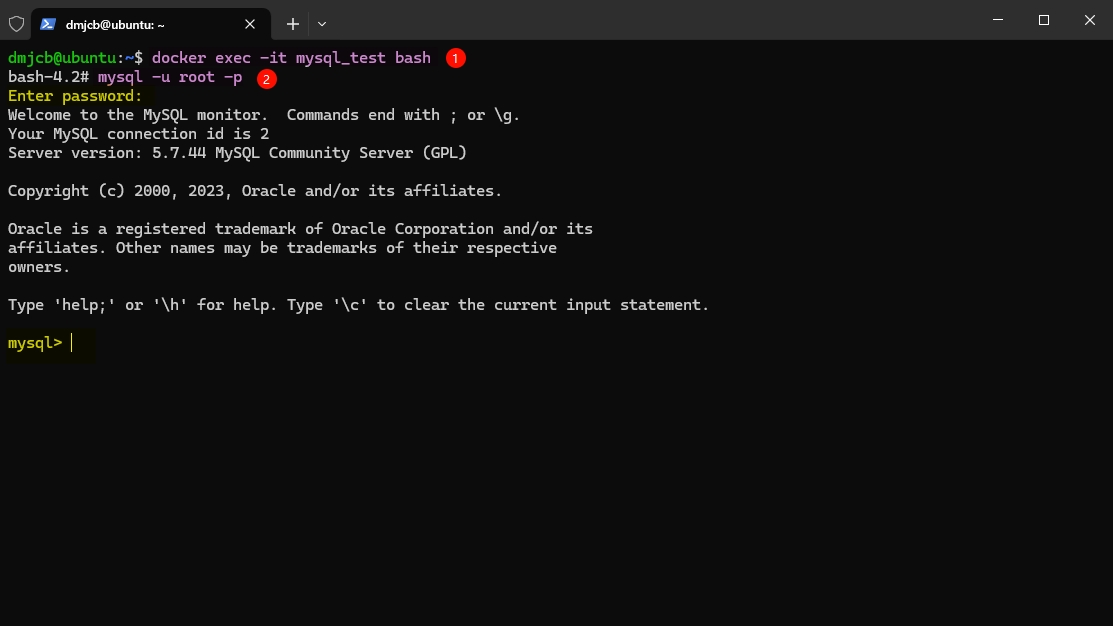 dmjcb@ubuntu: ~
dmjcb@ubuntu:~$ docker exec -it mysql_test bash 1
bash-4.2# mysql -u root -p 2
Enter password:
Welcome to the MySQL monitor.  Commands end with ; or \g.
Your MySQL connection id is 2
Server version: 5.7.44 MySQL Community Server (GPL)
Copyright (c) 2000, 2023, Oracle and/or its affiliates.
Oracle is a registered trademark of Oracle Corporation and/or its
affiliates. Other names may be trademarks of their respective
owners.
Type 'help;' or '\h' for help. Type '\c' to clear the current input statement.
mysql>